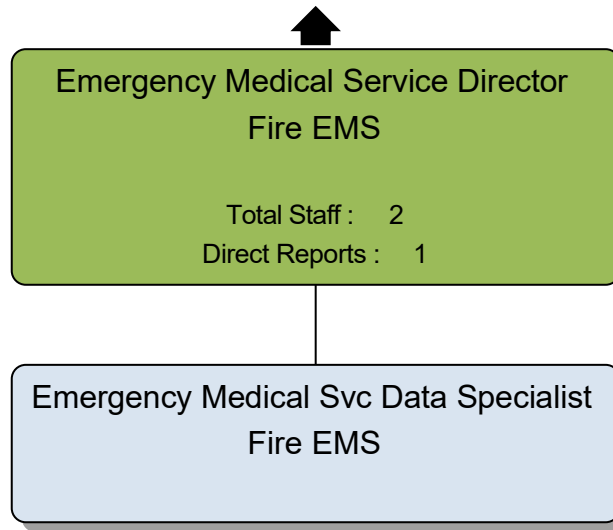 Emergency Medical Service Director
Fire EMS
Total Staff : 2
Direct Reports : 1
Emergency Medical Svc Data Specialist
Fire EMS